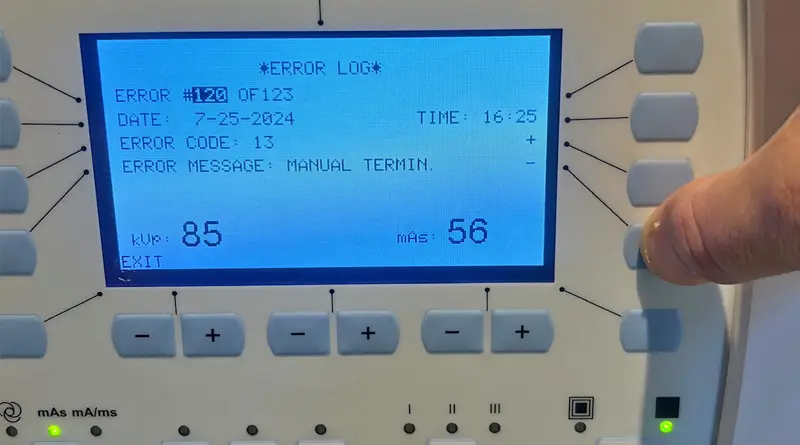 *ERROR LOG*
ERROR #120 OF123
DATE: 7-25-2024 TIME: 16:25
ERROR CODE: 13 +
ERROR MESSAGE: MANUAL TERMIN. -
kVp: 85 mAs: 56
EXIT
- + - + - +
mAs mA/ms I II III